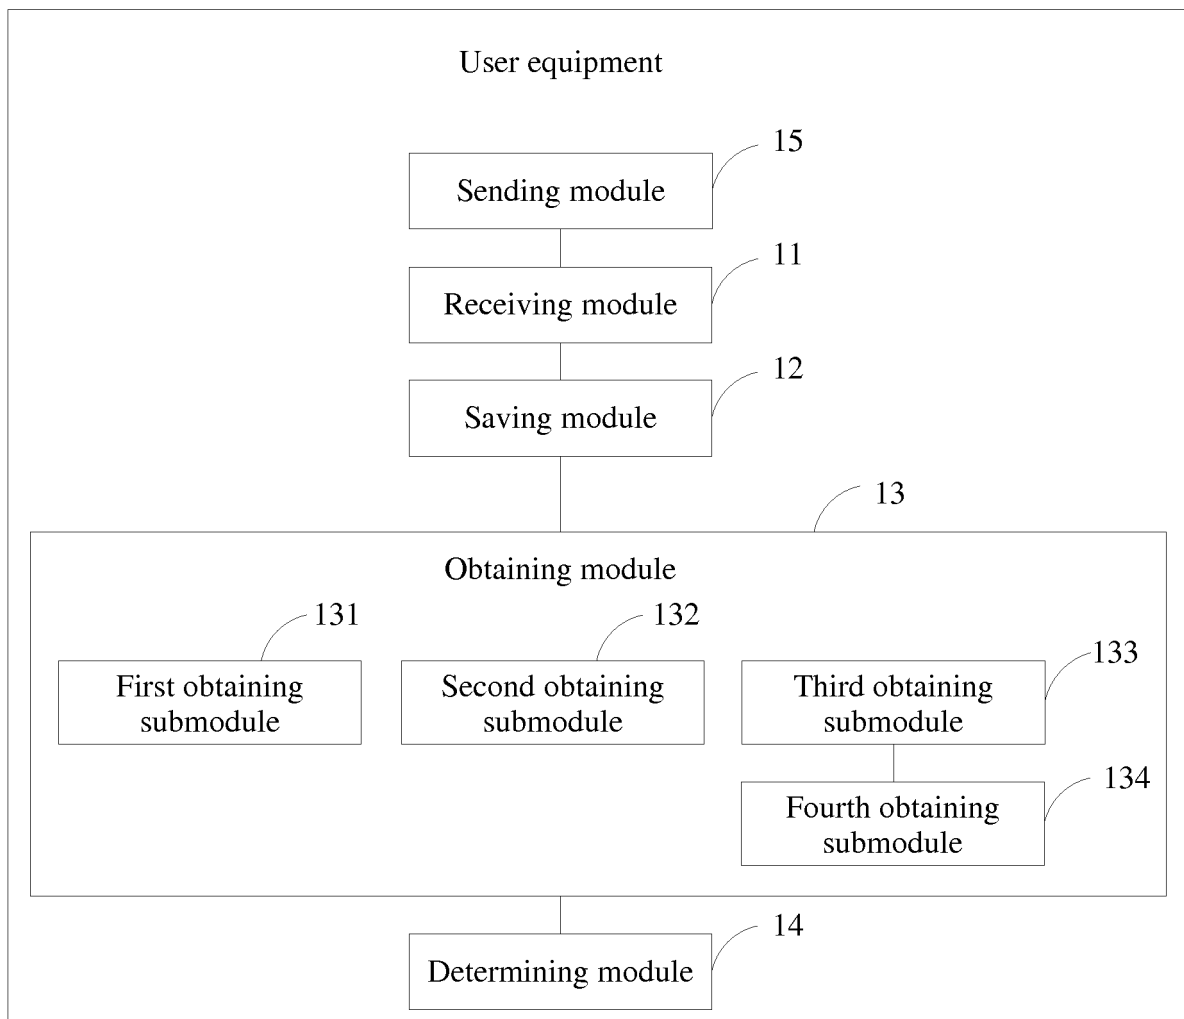 User equipment
15
Sending module
11
Receiving module
12
Saving module
13
Obtaining module
131
132
133
First obtaining
submodule
Second obtaining
submodule
Third obtaining
submodule
134
Fourth obtaining
submodule
14
Determining module